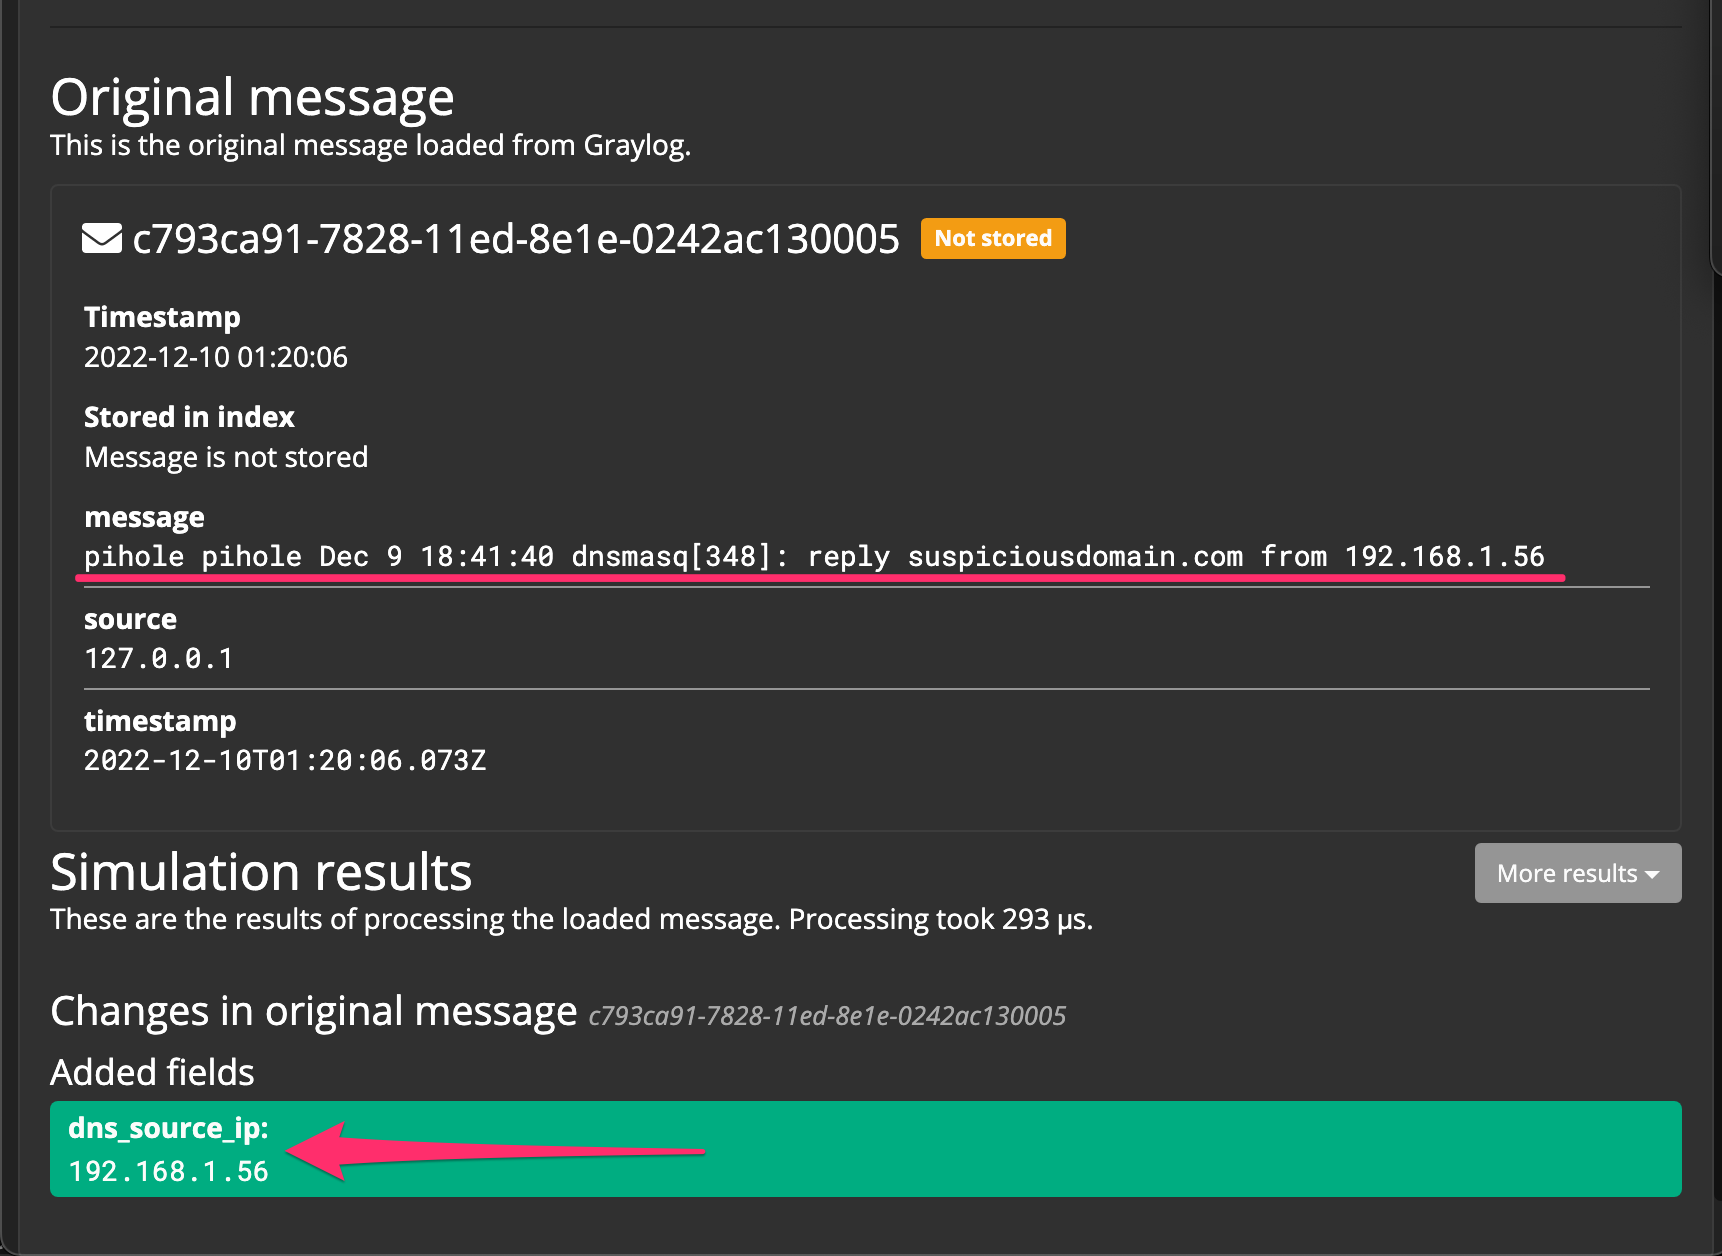 Original message
This is the original message loaded from Graylog.
c793ca91-7828-11ed-8e1e-0242ac130005 Not stored
Timestamp
2022-12-10 01:20:06
Stored in index
Message is not stored
message
pihole pihole Dec 9 18:41:40 dnsmasq[348]: reply suspiciousdomain.com from 192.168.1.56
source
127.0.0.1
timestamp
2022-12-10T01:20:06.073Z
Simulation results
More results
These are the results of processing the loaded message. Processing took 293 µs.
Changes in original message c793ca91-7828-11ed-8e1e-0242ac130005
Added fields
dns_source_ip:
192.168.1.56